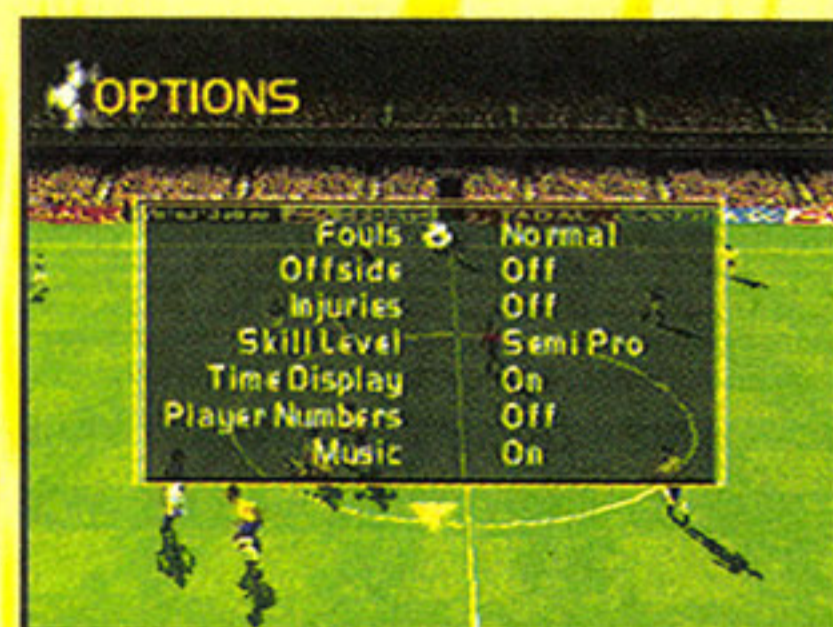 OPTIONS
Fouls Normal
Offside Off
Injuries Off
Skill Level Semi Pro
Time Display On
Player Numbers Off
Music On